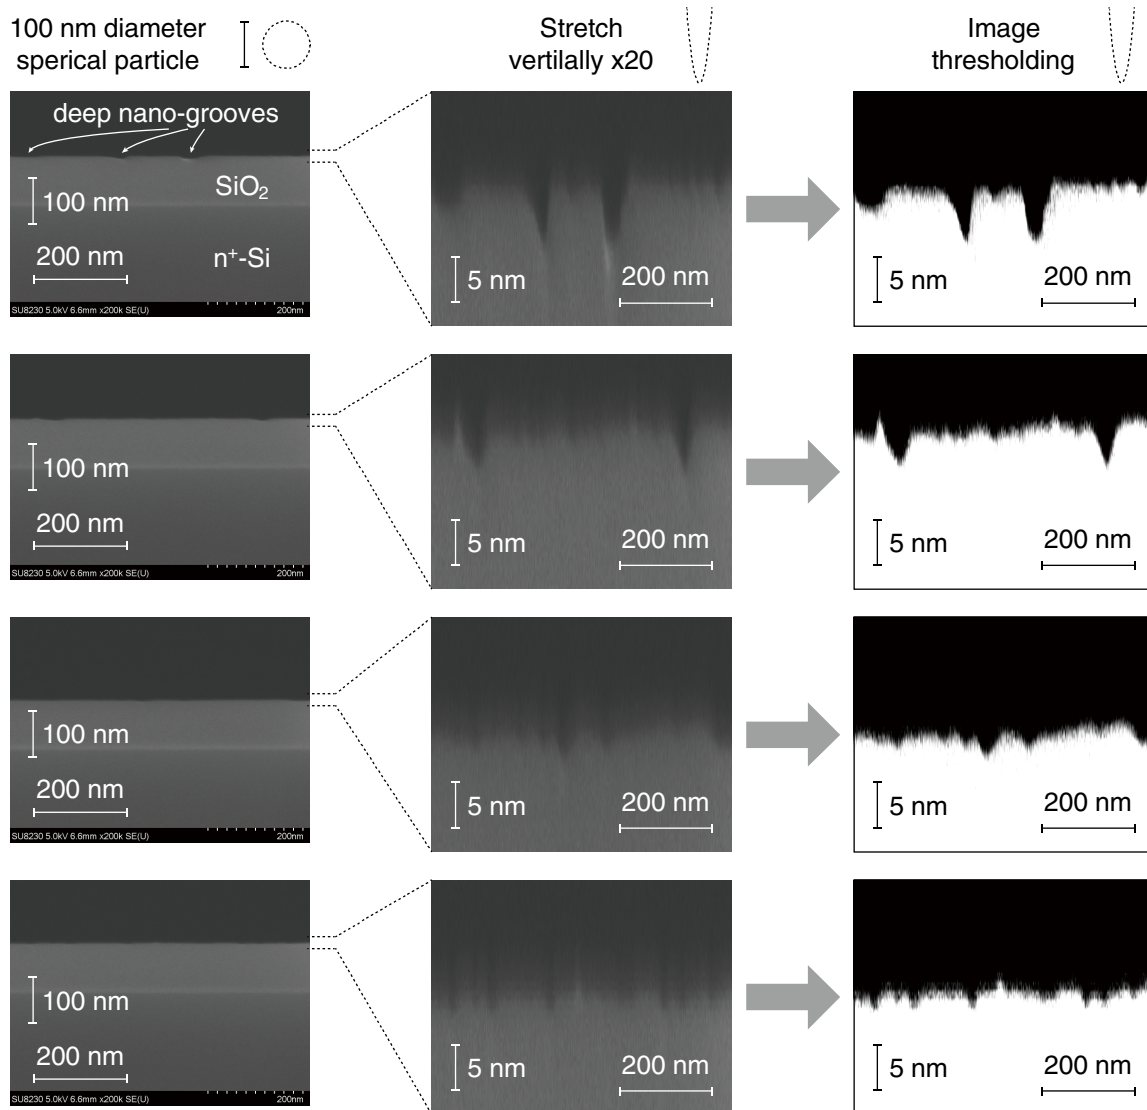 100 nm diameter
sperical particle
Stretch
vertilally x20
Image
thresholding
deep nano-grooves
SiO2
100 nm
200 nm
n+-Si
SU8230 5.0kV 6.6mm x200k SE(U)
200nm
5 nm
200 nm
5 nm
200 nm
100 nm
200 nm
SU8230 5.0kV 6.6mm x200k SE(U)
200nm
5 nm
200 nm
5 nm
200 nm
100 nm
200 nm
SU8230 5.0kV 6.6mm x200k SE(U)
200nm
5 nm
200 nm
5 nm
200 nm
100 nm
200 nm
SU8230 5.0kV 6.6mm x200k SE(U)
200nm
5 nm
200 nm
5 nm
200 nm